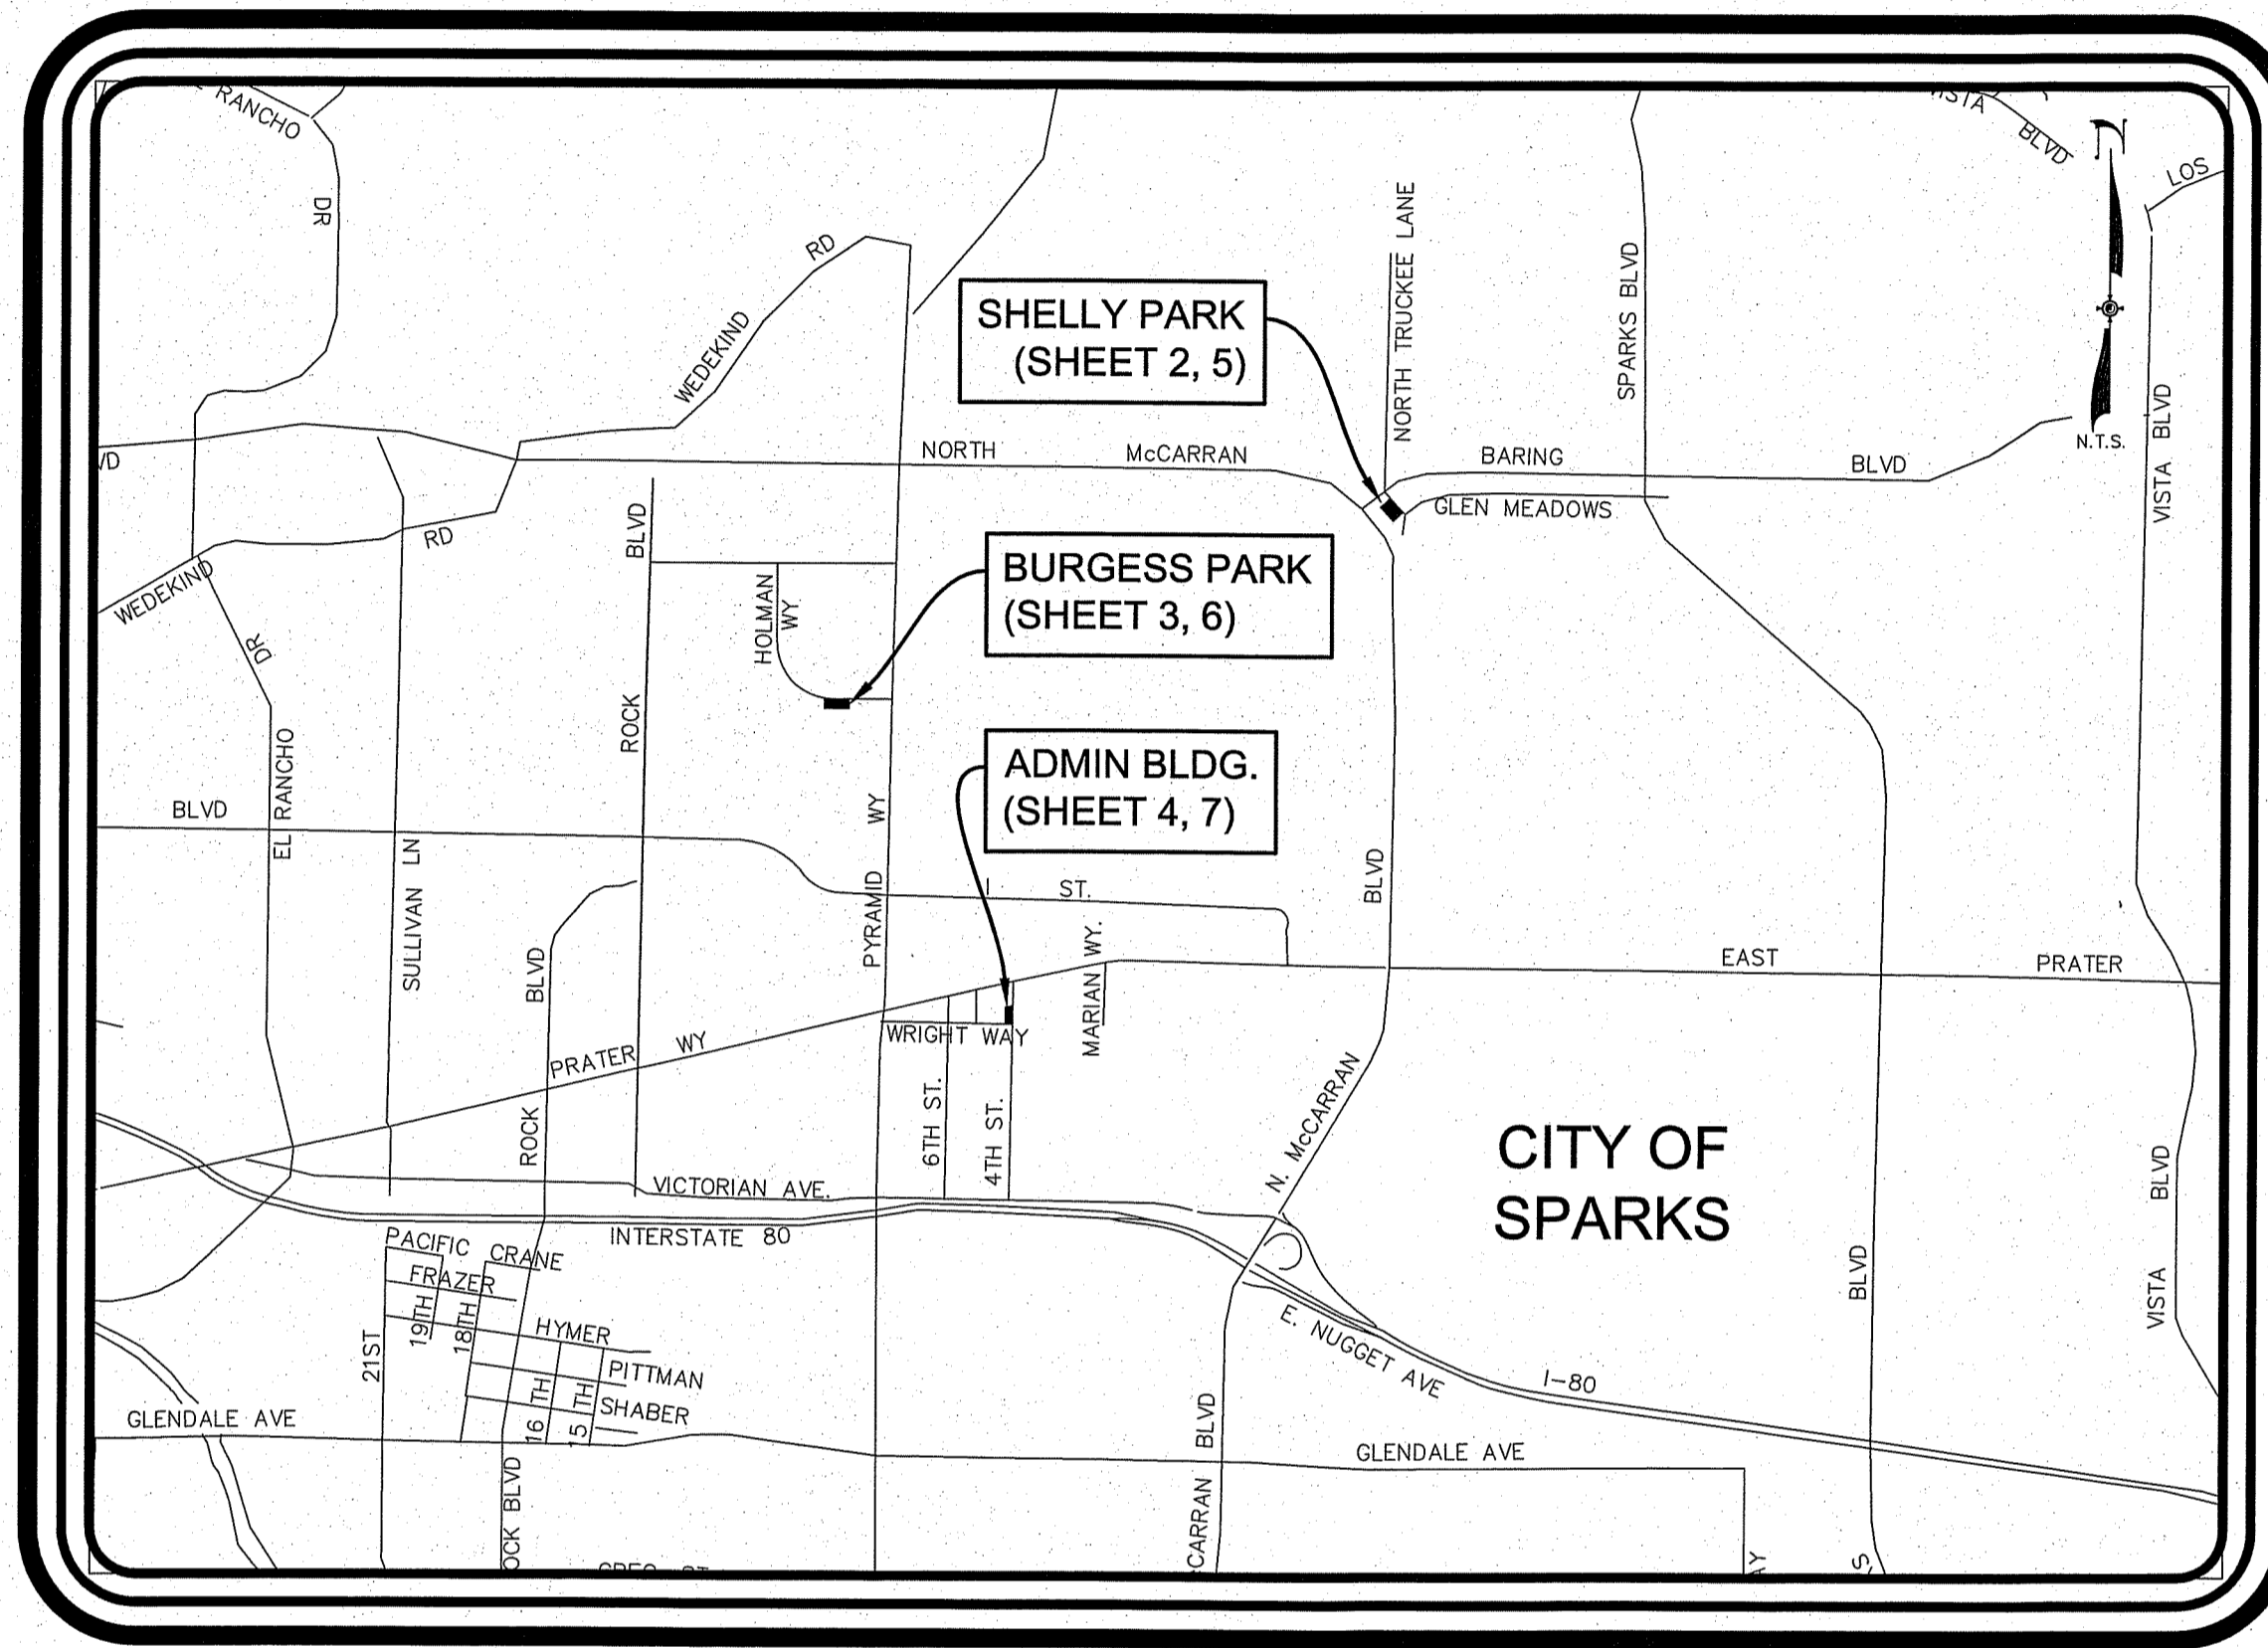 RANCHO
DR
VISTA
BLVD
LOS
N.T.S.
RD
WEDEKIND
NORTH TRUCKEE LANE
SPARKS BLVD
VISTA BLVD
SHELLY PARK
(SHEET 2, 5)
NORTH McCARRAN
BARING BLVD
GLEN MEADOWS
RD
WEDEKIND
DR
BLVD
ROCK
HOLMAN
WY
BURGESS PARK
(SHEET 3, 6)
ADMIN BLDG.
(SHEET 4, 7)
BLVD
EL RANCHO
SULLIVAN LN
PYRAMID WY
I ST.
BLVD
MARIAN WY.
EAST PRATER
ROCK BLVD
PRATER WY
WRIGHT WAY
6TH ST.
4TH ST.
N. McCARRAN
CITY OF
SPARKS
VICTORIAN AVE.
INTERSTATE 80
PACIFIC
CRANE
FRAZER
19TH
18TH
21ST
HYMER
PITTMAN
SHABER
16 TH
15 TH
E. NUGGET AVE
I-80
BLVD
VISTA BLVD
GLENDALE AVE
GLENDALE AVE
OCK BLVD
CARRAN BLVD
S.